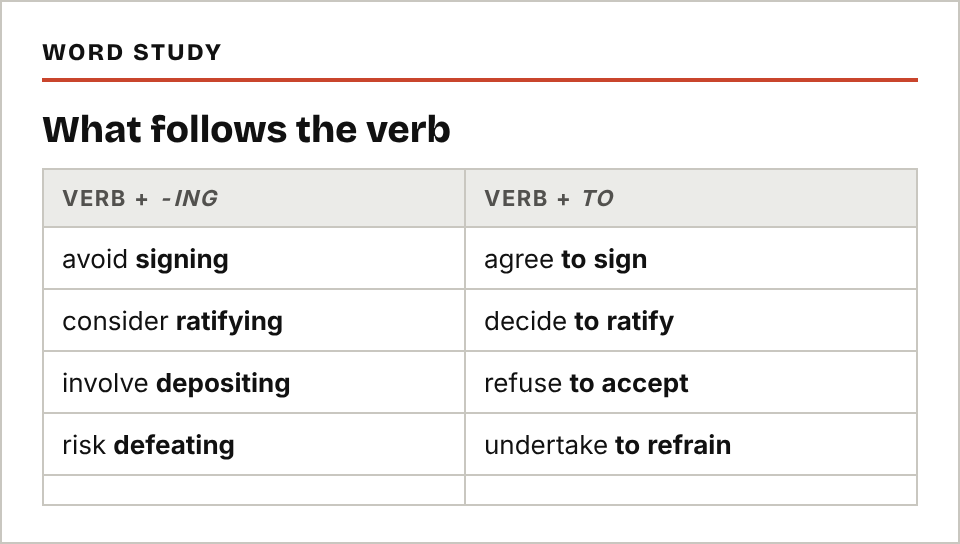 WORD STUDY
What follows the verb
VERB + -ING VERB + TO
avoid signing agree to sign
consider ratifying decide to ratify
involve depositing refuse to accept
risk defeating undertake to refrain